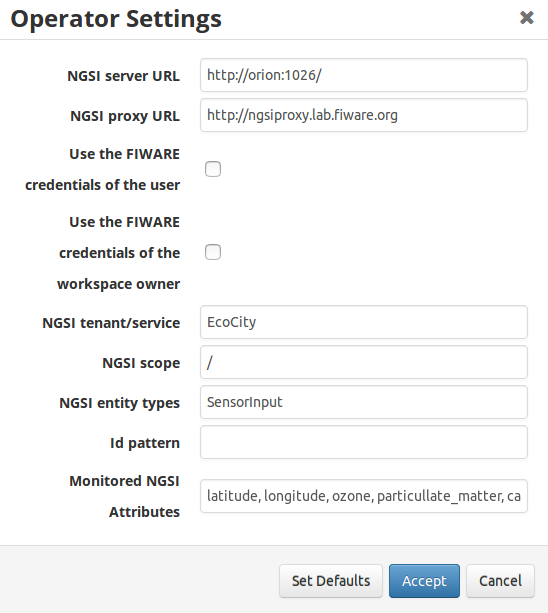 Operator Settings ✖
NGSI server URL http://orion:1026/
NGSI proxy URL http://ngsiproxy.lab.fiware.org
Use the FIWARE
credentials of the user
Use the FIWARE
credentials of the
workspace owner
NGSI tenant/service EcoCity
NGSI scope /
NGSI entity types SensorInput
Id pattern
Monitored NGSI
Attributes latitude, longitude, ozone, particullate_matter, ca
Set Defaults Accept Cancel